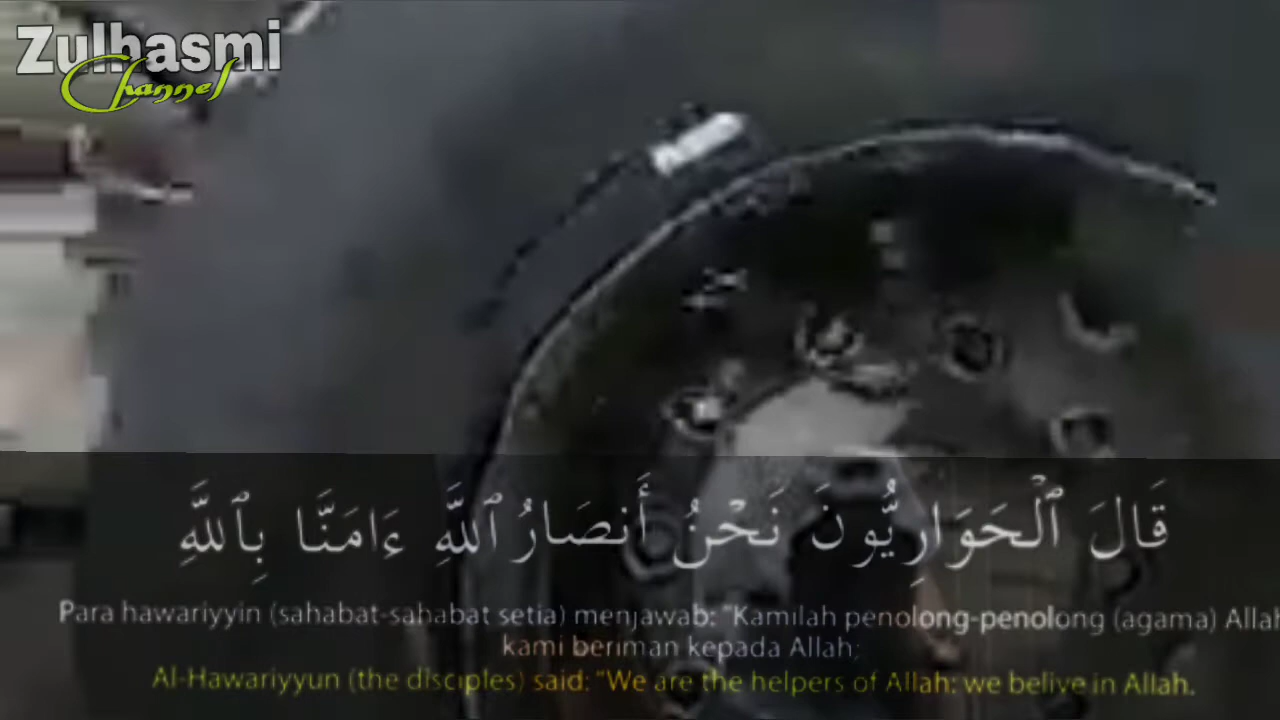 Zulhasmi
Channel
قَالَ ٱلْحَوَارِيُّونَ نَحْنُ أَنصَارُ ٱللَّهِ ءَامَنَّا بِٱللَّهِ
Para hawariyyin (sahabat-sahabat setia) menjawab: "Kamilah penolong-penolong (agama) Allah
kami beriman kepada Allah;
Al-Hawariyyun (the disciples) said: "We are the helpers of Allah: we belive in Allah.